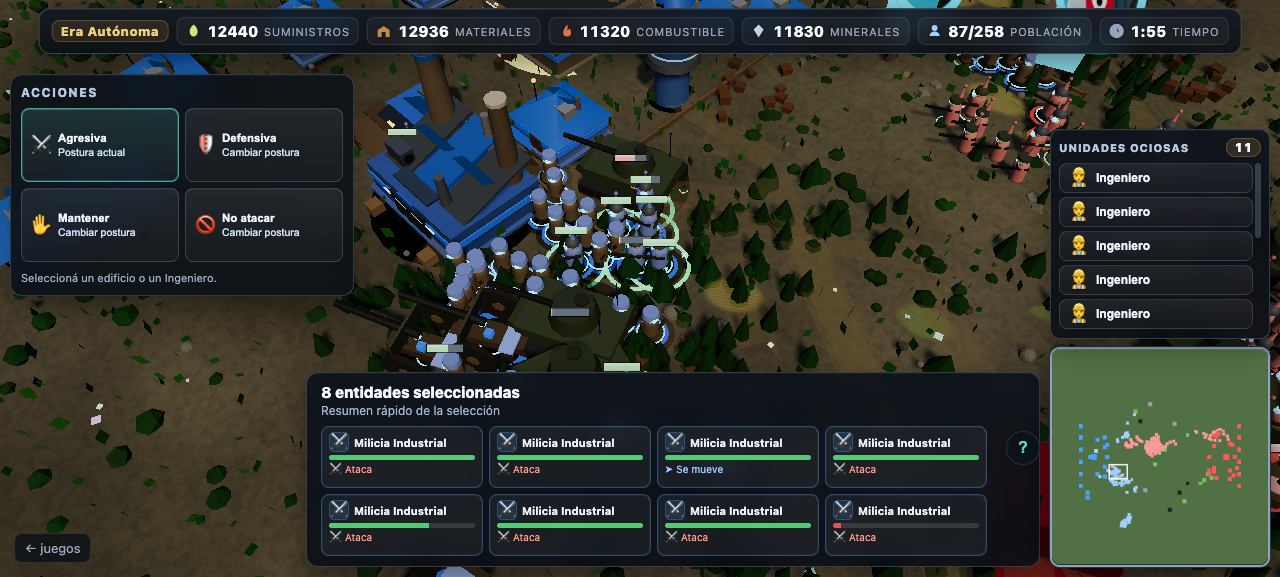 Era Autónoma
12440 SUMINISTROS
12936 MATERIALES
11320 COMBUSTIBLE
11830 MINERALES
87/258 POBLACIÓN
1:55 TIEMPO
ACCIONES
Agresiva
Postura actual
Defensiva
Cambiar postura
Mantener
Cambiar postura
No atacar
Cambiar postura
Seleccioná un edificio o un Ingeniero.
UNIDADES OCIOSAS 11
Ingeniero
Ingeniero
Ingeniero
Ingeniero
Ingeniero
8 entidades seleccionadas
Resumen rápido de la selección
Milicia Industrial
Ataca
Milicia Industrial
Ataca
Milicia Industrial
Se mueve
Milicia Industrial
Ataca
Milicia Industrial
Ataca
Milicia Industrial
Ataca
Milicia Industrial
Ataca
Milicia Industrial
Ataca
?
← juegos